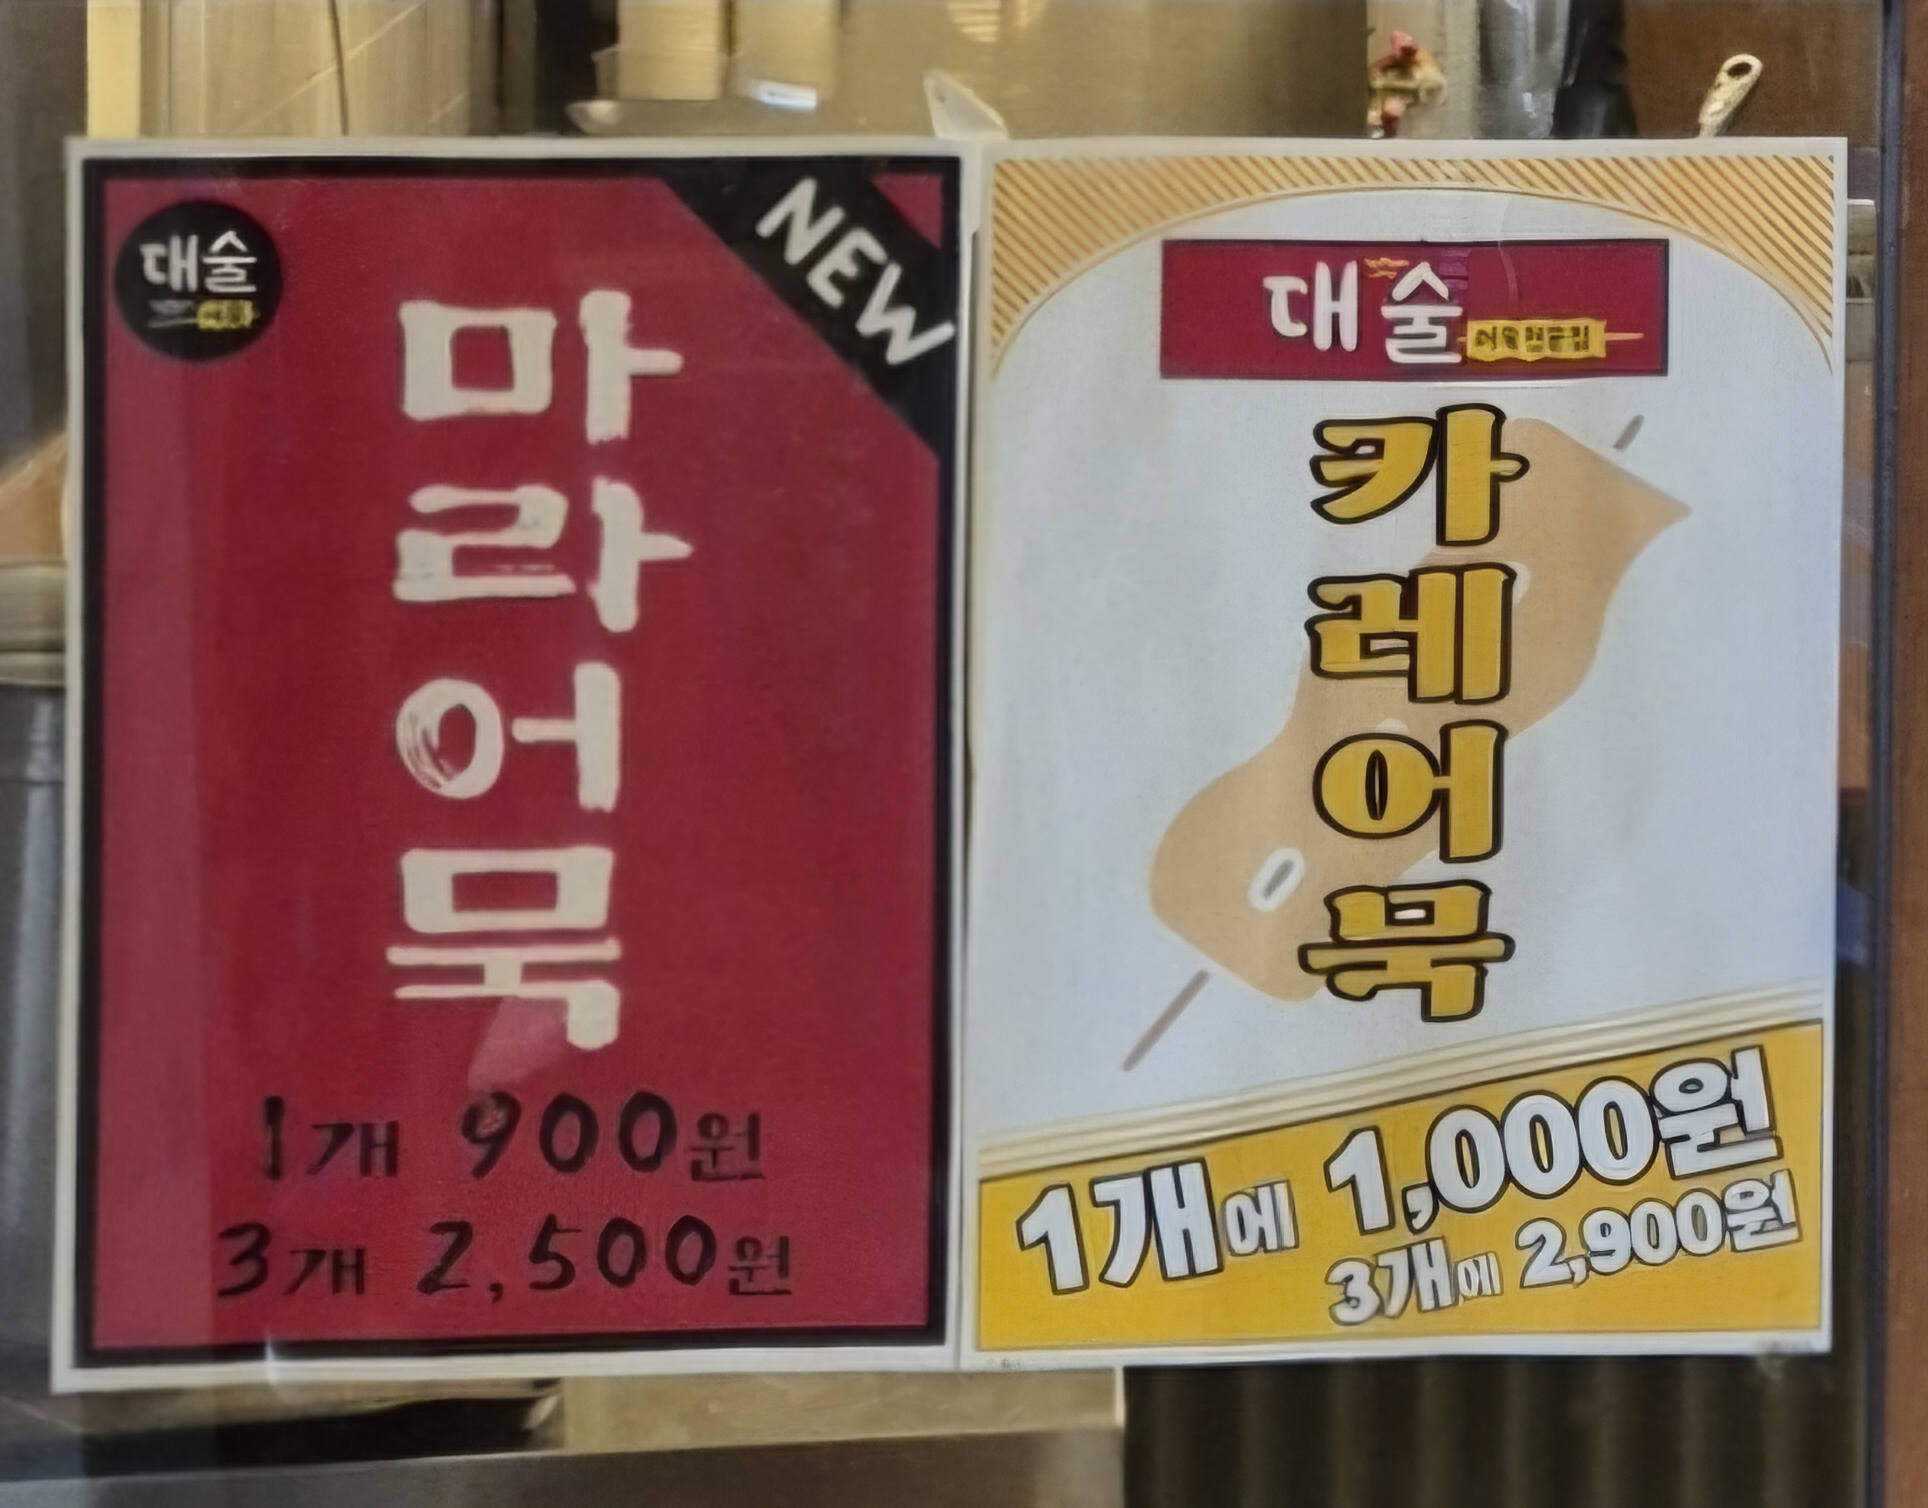 대술
NEW
마라어묵
1개 900원
3개 2,500원
대술
카레어묵
1개에 1,000원
3개에 2,900원